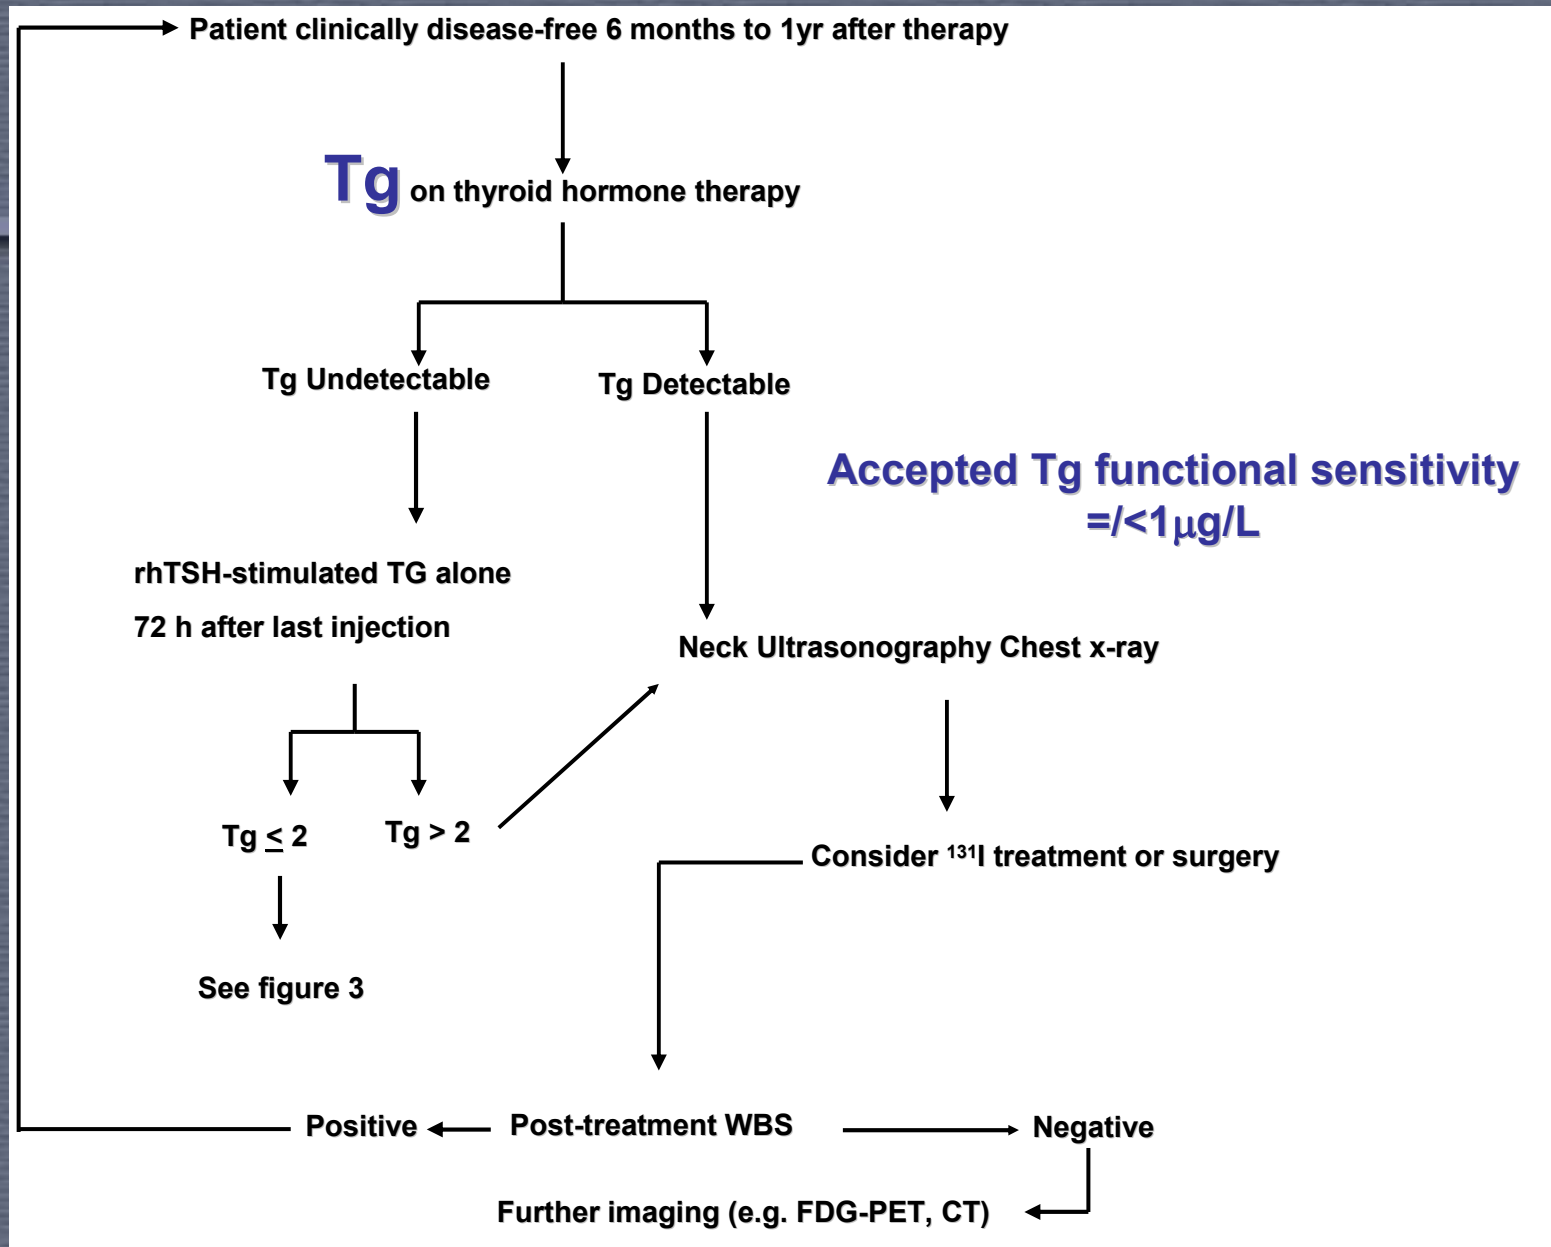 Patient clinically disease-free 6 months to 1yr after therapy
Tg on thyroid hormone therapy
Tg Undetectable
Tg Detectable
Accepted Tg functional sensitivity
=/<1µg/L
rhTSH-stimulated TG alone
72 h after last injection
Neck Ultrasonography Chest x-ray
Tg ≤ 2
Tg > 2
Consider ¹³¹I treatment or surgery
See figure 3
Positive
Post-treatment WBS
Negative
Further imaging (e.g. FDG-PET, CT)